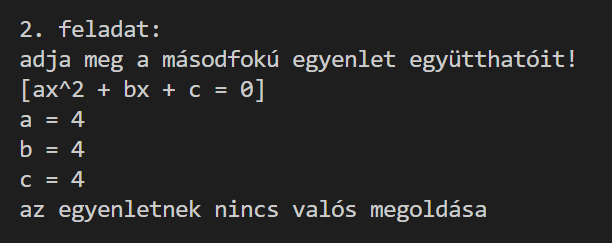 2. feladat:
adja meg a másodfokú egyenlet együtthatóit!
[ax^2 + bx + c = 0]
a = 4
b = 4
c = 4
az egyenletnek nincs valós megoldása